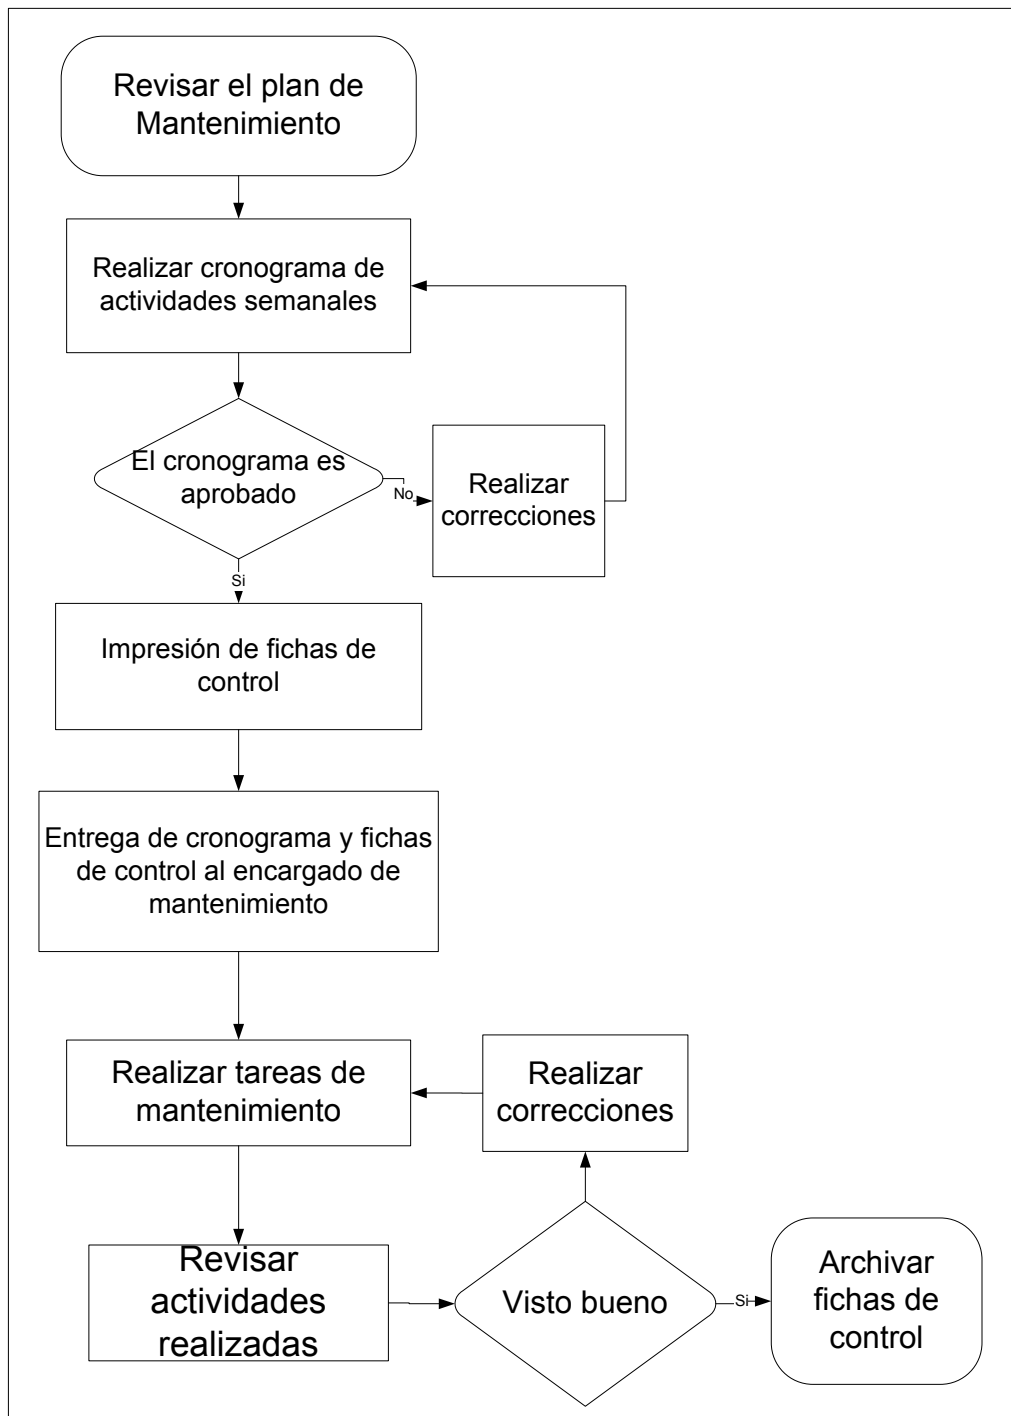 Revisar el plan de
Mantenimiento
Realizar cronograma de
actividades semanales
El cronograma es
aprobado
No
Realizar
correcciones
Si
Impresión de fichas de
control
Entrega de cronograma y fichas
de control al encargado de
mantenimiento
Realizar tareas de
mantenimiento
Realizar
correcciones
Revisar
actividades
realizadas
Visto bueno
Si
Archivar
fichas de
control